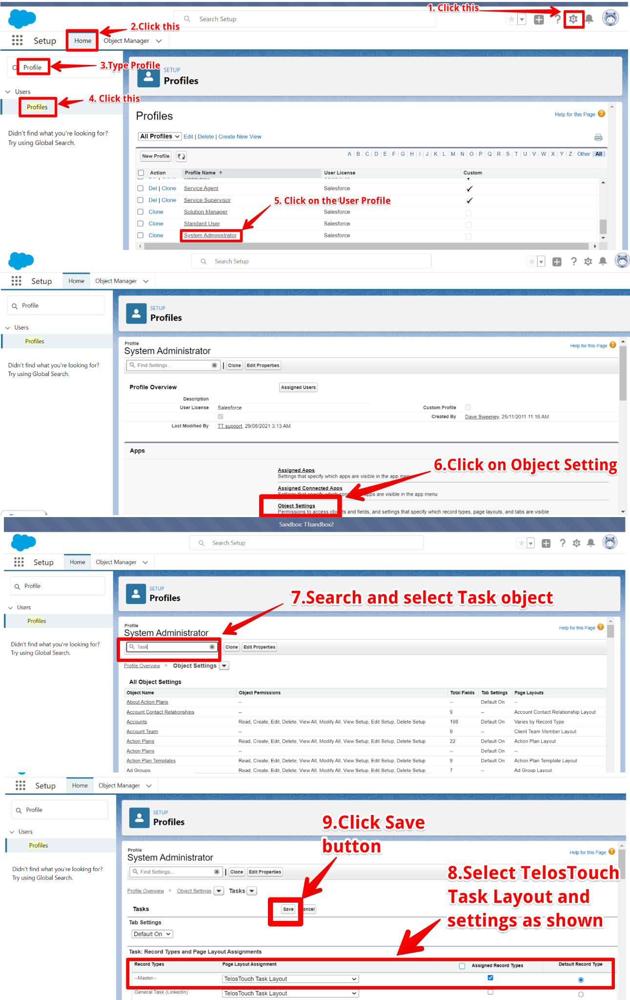 1. Click this
Search Setup
2.Click this
Setup
Home
Object Manager
Profile
3.Type Profile
SETUP
Profiles
Users
4. Click this
Profiles
Profiles
Help for this Page
Didn't find what you're looking for?
Try using Global Search.
All Profiles Edit | Delete | Create New View
New Profile
A | B | C | D | E | F | G | H | I | J | K | L | M | N | O | P | Q | R | S | T | U | V | W | X | Y | Z | Other | All
Action Profile Name User License Custom
Del | Clone Service Agent Salesforce
Del | Clone Service Supervisor
5. Click on the User Profile
Clone Solution Manager Salesforce
Clone Standard User Salesforce
Clone System Administrator Salesforce
Search Setup
Setup Home Object Manager
Profile
SETUP
Profiles
Users
Profiles
Profile
System Administrator
Help for this Page
Didn't find what you're looking for?
Try using Global Search.
Find Settings... | Clone Edit Properties
Profile Overview Assigned Users
Description
User License Salesforce Custom Profile
Created By Dave Sweeney, 25/11/2011 11:16 AM
Last Modified By TT support, 29/06/2021 3:13 AM
Apps
6.Click on Object Setting
Assigned Apps
Settings that specify which apps are visible in the app menu
Assigned Connected Apps
Settings that specify which apps are visible in the app menu
Object Settings
Permissions to access objects and fields, and settings that specify which record types, page layouts, and tabs are visible
Sandbox: TTsandbox2
Search Setup
Setup Home Object Manager
Profile
SETUP
Profiles
7.Search and select Task object
Users
Profiles
Profile
System Administrator
Help for this Page
Didn't find what you're looking for?
Try using Global Search.
Task Clone Edit Properties
Profile Overview > Object Settings
All Object Settings
Object Name Object Permissions Total Fields Tab Settings Page Layouts
About Action Plans -- -- Default On --
Account Contact Relationships -- 9 -- Account Contact Relationship Layout
Accounts Read, Create, Edit, Delete, View All, Modify All, View Setup, Edit Setup, Delete Setup 198 Default On Varies by Record Type
Account Team -- 9 -- Client Team Member Layout
Action Plans Read, Create, Edit, Delete, View All, Modify All, View Setup, Edit Setup, Delete Setup 22 Default On Action Plan Layout
Action Plans -- -- Default On --
Action Plan Templates Read, Create, Edit, Delete, View All, Modify All, View Setup, Edit Setup, Delete Setup 9 Default On Action Plan Template Layout
Ad Groups Read, Create, Edit, Delete, View All, Modify All, View Setup, Edit Setup, Delete Setup 7 -- Ad Group Layout
Setup Home Object Manager
Profile
SETUP
Profiles
9.Click Save
button
Users
Profiles
Profile
System Administrator
Help for this Page
Didn't find what you're looking for?
Try using Global Search.
Find Settings... | Clone Edit Properties
8.Select TelosTouch
Task Layout and
settings as shown
Profile Overview > Object Settings Tasks
Tasks Save
Tab Settings
Default On
Task: Record Types and Page Layout Assignments
Record Types Page Layout Assignment Assigned Record Types Default Record Type
--Master-- TelosTouch Task Layout
General Task (LinkedIn) TelosTouch Task Layout